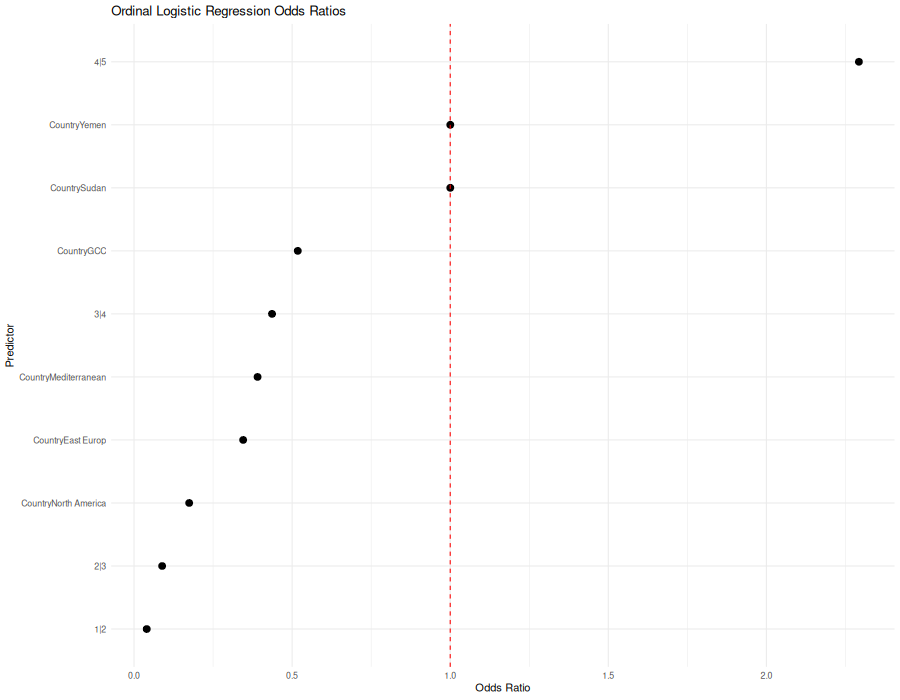 Ordinal Logistic Regression Odds Ratios
4|5
CountryYemen
CountrySudan
CountryGCC
3|4
CountryMediterranean
CountryEast Europ
CountryNorth America
2|3
1|2
Predictor
0.0 0.5 1.0 1.5 2.0
Odds Ratio